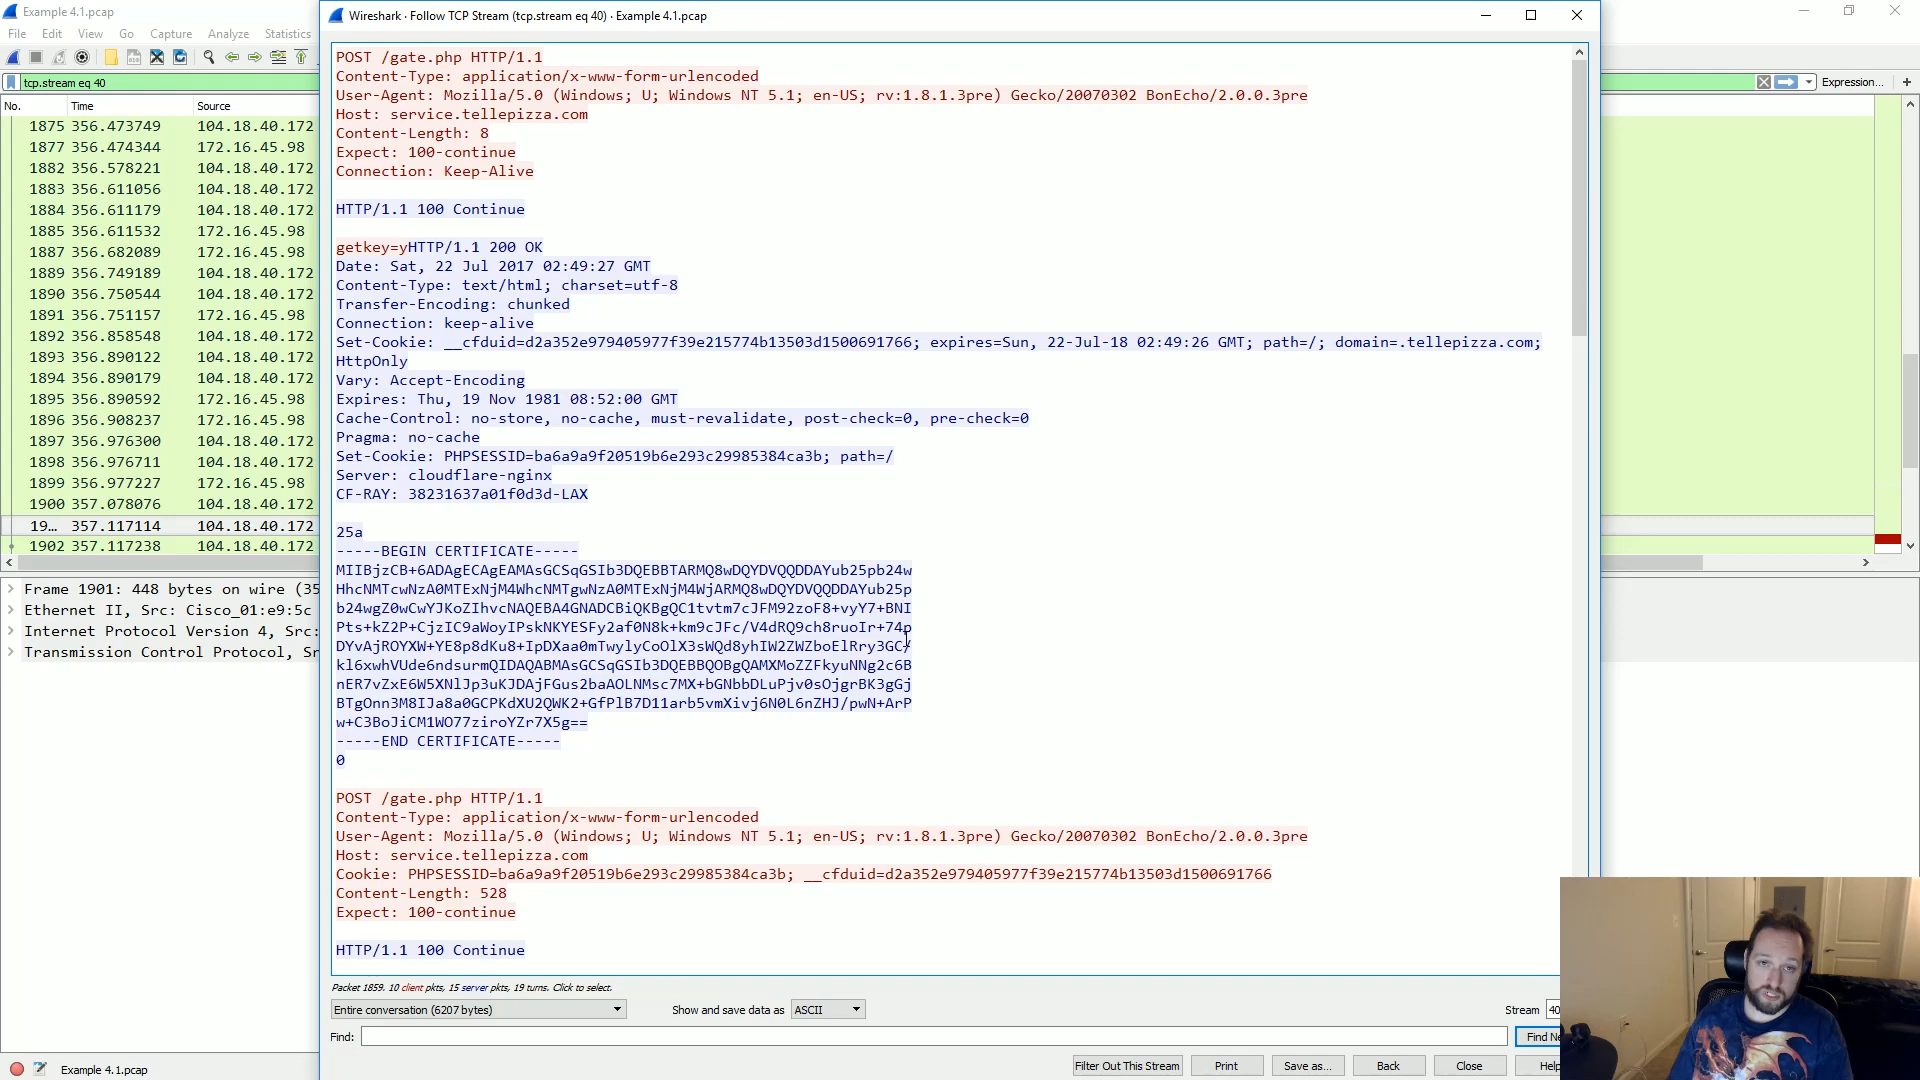 Example 4.1.pcap
File Edit View Go Capture Analyze Statistics
tcp.stream eq 40
Expression... +
No. Time Source
1875 356.473749 104.18.40.172
1877 356.474344 172.16.45.98
1882 356.578221 104.18.40.172
1883 356.611056 104.18.40.172
1884 356.611179 104.18.40.172
1885 356.611532 172.16.45.98
1887 356.682089 172.16.45.98
1889 356.749189 104.18.40.172
1890 356.750544 104.18.40.172
1891 356.751157 172.16.45.98
1892 356.858548 104.18.40.172
1893 356.890122 104.18.40.172
1894 356.890179 104.18.40.172
1895 356.890592 172.16.45.98
1896 356.908237 172.16.45.98
1897 356.976300 104.18.40.172
1898 356.976711 104.18.40.172
1899 356.977227 172.16.45.98
1900 357.078076 104.18.40.172
19... 357.117114 104.18.40.172
1902 357.117238 104.18.40.172
Frame 1901: 448 bytes on wire (35
Ethernet II, Src: Cisco_01:e9:5c
Internet Protocol Version 4, Src:
Transmission Control Protocol, Sr
Example 4.1.pcap
Wireshark · Follow TCP Stream (tcp.stream eq 40) · Example 4.1.pcap
POST /gate.php HTTP/1.1
Content-Type: application/x-www-form-urlencoded
User-Agent: Mozilla/5.0 (Windows; U; Windows NT 5.1; en-US; rv:1.8.1.3pre) Gecko/20070302 BonEcho/2.0.0.3pre
Host: service.tellepizza.com
Content-Length: 8
Expect: 100-continue
Connection: Keep-Alive
HTTP/1.1 100 Continue
getkey=yHTTP/1.1 200 OK
Date: Sat, 22 Jul 2017 02:49:27 GMT
Content-Type: text/html; charset=utf-8
Transfer-Encoding: chunked
Connection: keep-alive
Set-Cookie: __cfduid=d2a352e979405977f39e215774b13503d1500691766; expires=Sun, 22-Jul-18 02:49:26 GMT; path=/; domain=.tellepizza.com;
HttpOnly
Vary: Accept-Encoding
Expires: Thu, 19 Nov 1981 08:52:00 GMT
Cache-Control: no-store, no-cache, must-revalidate, post-check=0, pre-check=0
Pragma: no-cache
Set-Cookie: PHPSESSID=ba6a9a9f20519b6e293c29985384ca3b; path=/
Server: cloudflare-nginx
CF-RAY: 38231637a01f0d3d-LAX
25a
-----BEGIN CERTIFICATE-----
MIIBjzCB+6ADAgECAgEAMAsGCSqGSIb3DQEBBTARMQ8wDQYDVQQDDAYub25pb24w
HhcNMTcwNzA0MTExNjM4WhcNMTgwNzA0MTExNjM4WjARMQ8wDQYDVQQDDAYub25p
b24wgZ0wCwYJKoZIhvcNAQEBA4GNADCBiQKBgQC1tvtm7cJFM92zoF8+vyY7+BNI
Pts+kZ2P+CjzIC9aWoyIPskNKYESFy2af0N8k+km9cJFc/V4dRQ9ch8ruoIr+74p
DYvAjROYXW+YE8p8dKu8+IpDXaa0mTwylyCoOlX3sWQd8yhIW2ZWZboElRry3GC/
kl6xwhVUde6ndsurmQIDAQABMAsGCSqGSIb3DQEBBQOBgQAMXMoZZFkyuNNg2c6B
nER7vZxE6W5XNlJp3uKJDAjFGus2baAOLNMsc7MX+bGNbbDLuPjv0sOjgrBK3gGj
BTgOnn3M8IJa8a0GCPKdXU2QWK2+GfPlB7D11arb5vmXivj6N0L6nZHJ/pwN+ArP
w+C3BoJiCM1WO77ziroYZr7X5g==
-----END CERTIFICATE-----
0
POST /gate.php HTTP/1.1
Content-Type: application/x-www-form-urlencoded
User-Agent: Mozilla/5.0 (Windows; U; Windows NT 5.1; en-US; rv:1.8.1.3pre) Gecko/20070302 BonEcho/2.0.0.3pre
Host: service.tellepizza.com
Cookie: PHPSESSID=ba6a9a9f20519b6e293c29985384ca3b; __cfduid=d2a352e979405977f39e215774b13503d1500691766
Content-Length: 528
Expect: 100-continue
HTTP/1.1 100 Continue
Packet 1859. 10 client pkts, 15 server pkts, 19 turns. Click to select.
Entire conversation (6207 bytes) Show and save data as ASCII Stream 40
Find: Find Ne
Filter Out This Stream Print Save as... Back Close Help